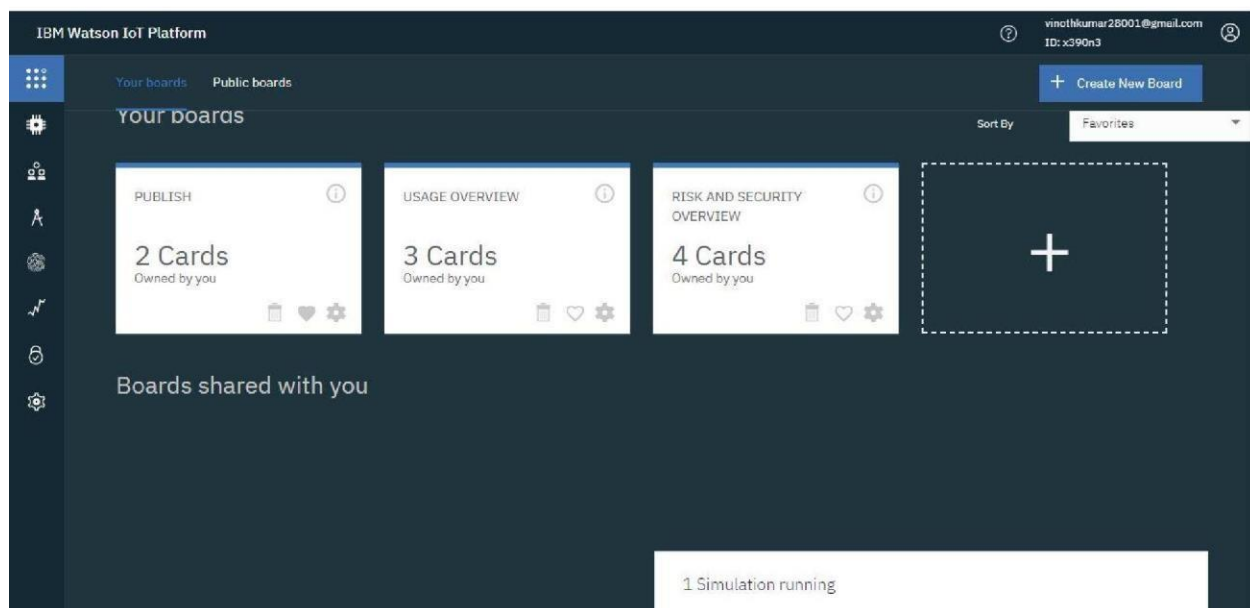 IBM Watson IoT Platform
vinothkumar28001@gmail.com
ID: x390n3
Your boards
Public boards
+ Create New Board
Your boards
Sort By
Favorites
PUBLISH
2 Cards
Owned by you
USAGE OVERVIEW
3 Cards
Owned by you
RISK AND SECURITY
OVERVIEW
4 Cards
Owned by you
Boards shared with you
1 Simulation running